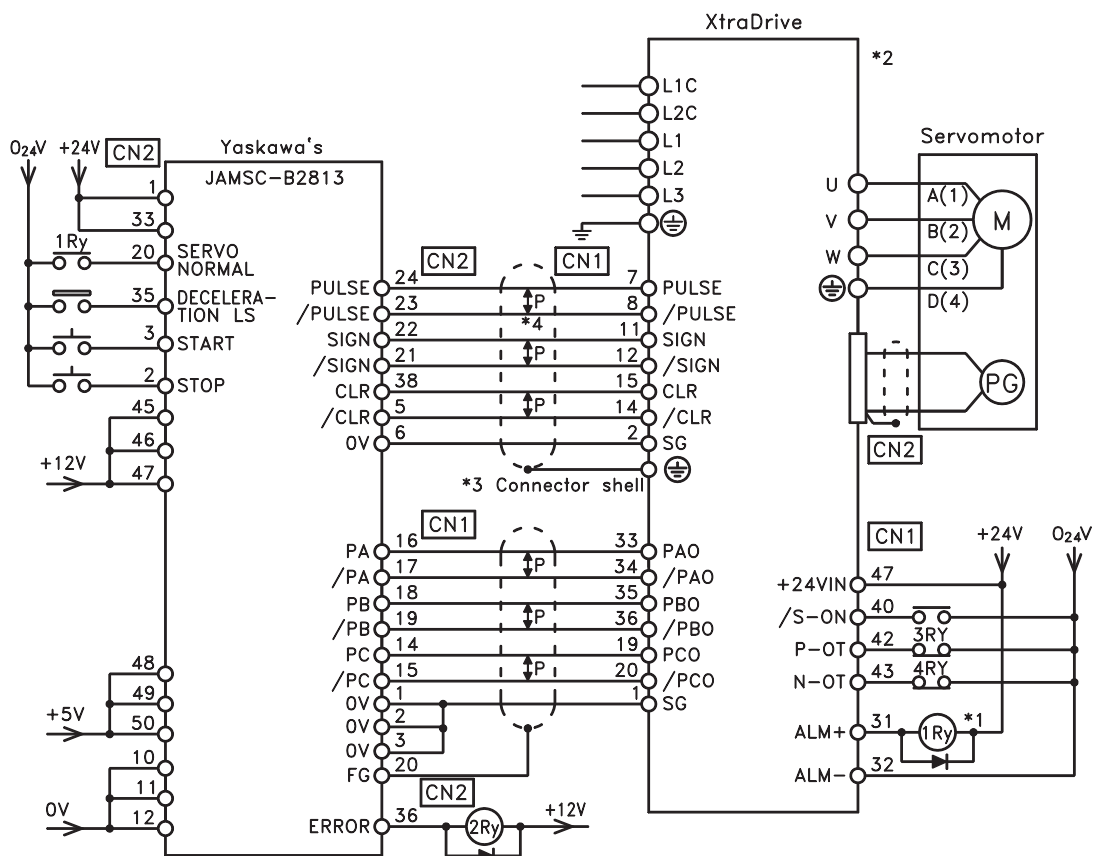 XtraDrive
*2
L1C
L2C
L1
L2
L3
Servomotor
U
V
W
A(1)
B(2)
C(3)
D(4)
M
PG
CN2
024V
+24V
CN2
Yaskawa's
JAMSC-B2813
1
33
1Ry
20 SERVO
NORMAL
35 DECELERA-
TION LS
3 START
2 STOP
45
46
+12V
47
CN2
CN1
PULSE 24 P 7 PULSE
/PULSE 23 8 /PULSE
*4
SIGN 22 P 11 SIGN
/SIGN 21 12 /SIGN
CLR 38 P 15 CLR
/CLR 5 14 /CLR
0V 6 2 SG
*3 Connector shell
CN1
PA 16 P 33 PAO
/PA 17 34 /PAO
PB 18 P 35 PBO
/PB 19 36 /PBO
PC 14 P 19 PCO
/PC 15 20 /PCO
0V 1 1 SG
0V 2
0V 3
FG 20
CN2
ERROR 36 2Ry +12V
48
49
+5V
50
10
11
0V
12
CN1
+24V
024V
+24VIN 47
/S-ON 40
P-OT 42 3RY
N-OT 43 4RY
ALM+ 31 1Ry *1
ALM- 32